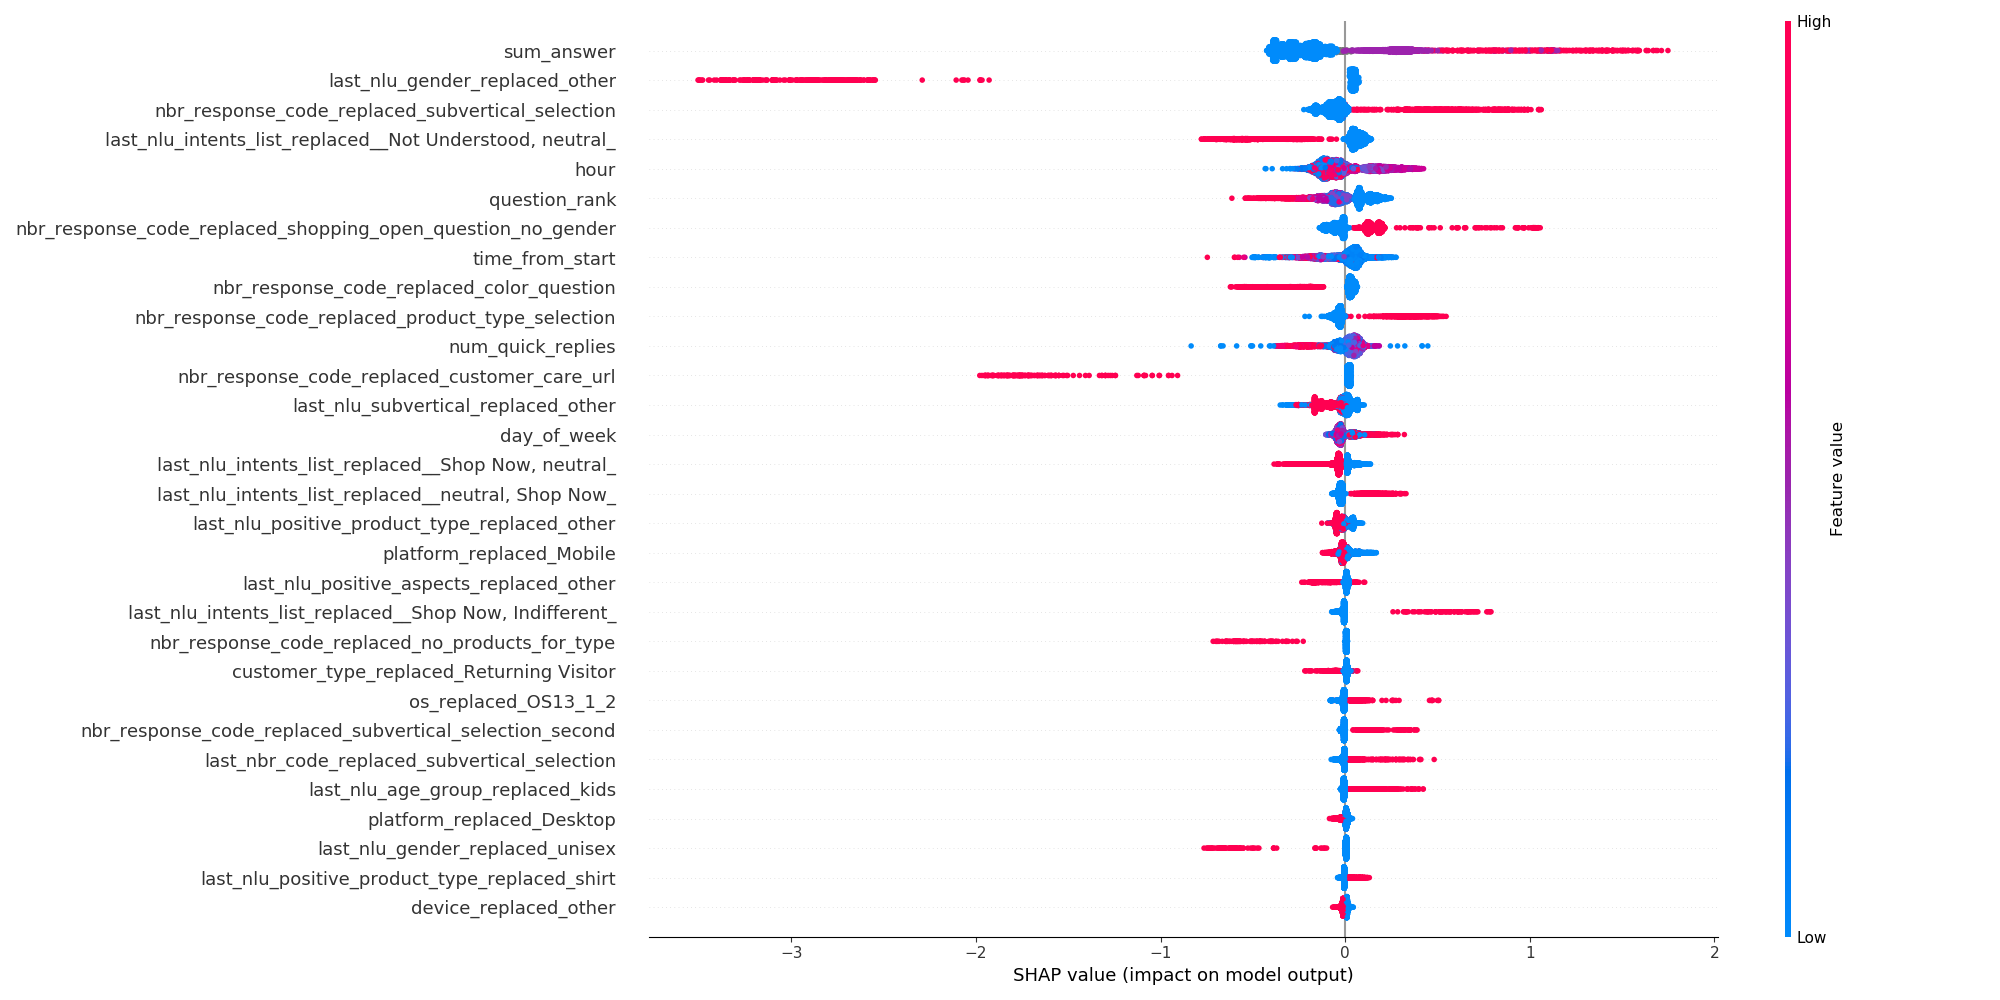 High
sum_answer
last_nlu_gender_replaced_other
nbr_response_code_replaced_subvertical_selection
last_nlu_intents_list_replaced__Not Understood, neutral_
hour
question_rank
nbr_response_code_replaced_shopping_open_question_no_gender
time_from_start
nbr_response_code_replaced_color_question
nbr_response_code_replaced_product_type_selection
num_quick_replies
nbr_response_code_replaced_customer_care_url
last_nlu_subvertical_replaced_other
day_of_week
last_nlu_intents_list_replaced__Shop Now, neutral_
last_nlu_intents_list_replaced__neutral, Shop Now_
last_nlu_positive_product_type_replaced_other
platform_replaced_Mobile
last_nlu_positive_aspects_replaced_other
last_nlu_intents_list_replaced__Shop Now, Indifferent_
nbr_response_code_replaced_no_products_for_type
customer_type_replaced_Returning Visitor
os_replaced_OS13_1_2
nbr_response_code_replaced_subvertical_selection_second
last_nbr_code_replaced_subvertical_selection
last_nlu_age_group_replaced_kids
platform_replaced_Desktop
last_nlu_gender_replaced_unisex
last_nlu_positive_product_type_replaced_shirt
device_replaced_other
Feature value
Low
−3 −2 −1 0 1 2
SHAP value (impact on model output)